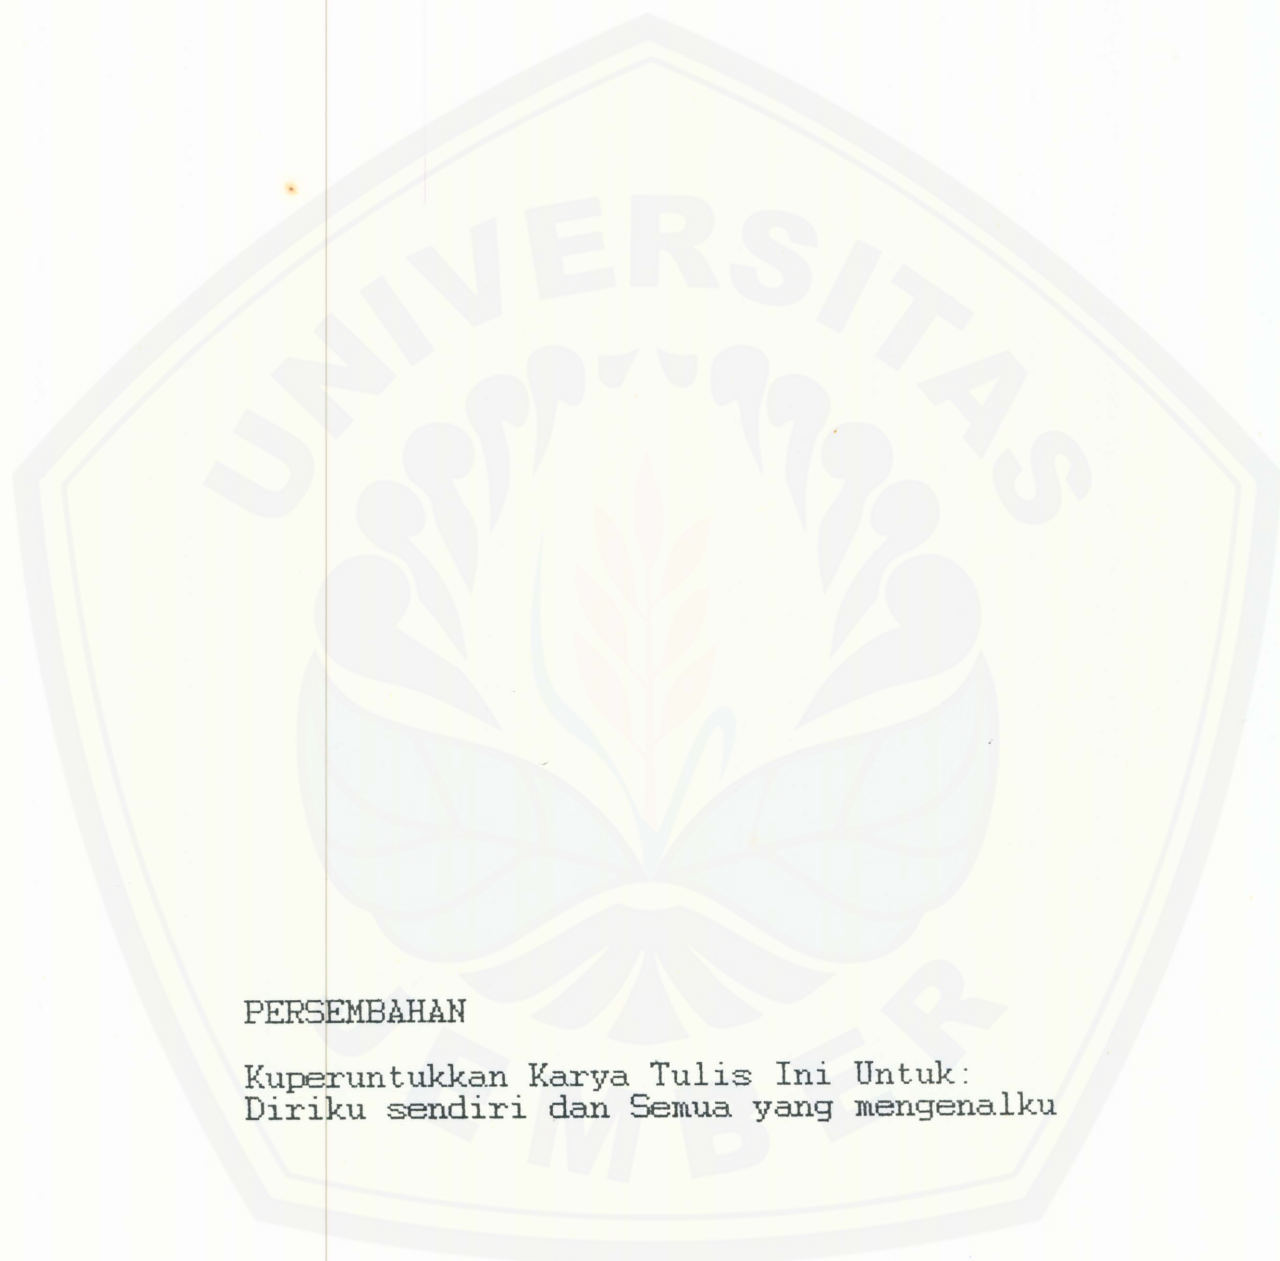 UNIVERSITAS
PERSEMBAHAN
Kuperuntukkan Karya Tulis Ini Untuk:
Diriku sendiri dan Semua yang mengenalku
JEMBER